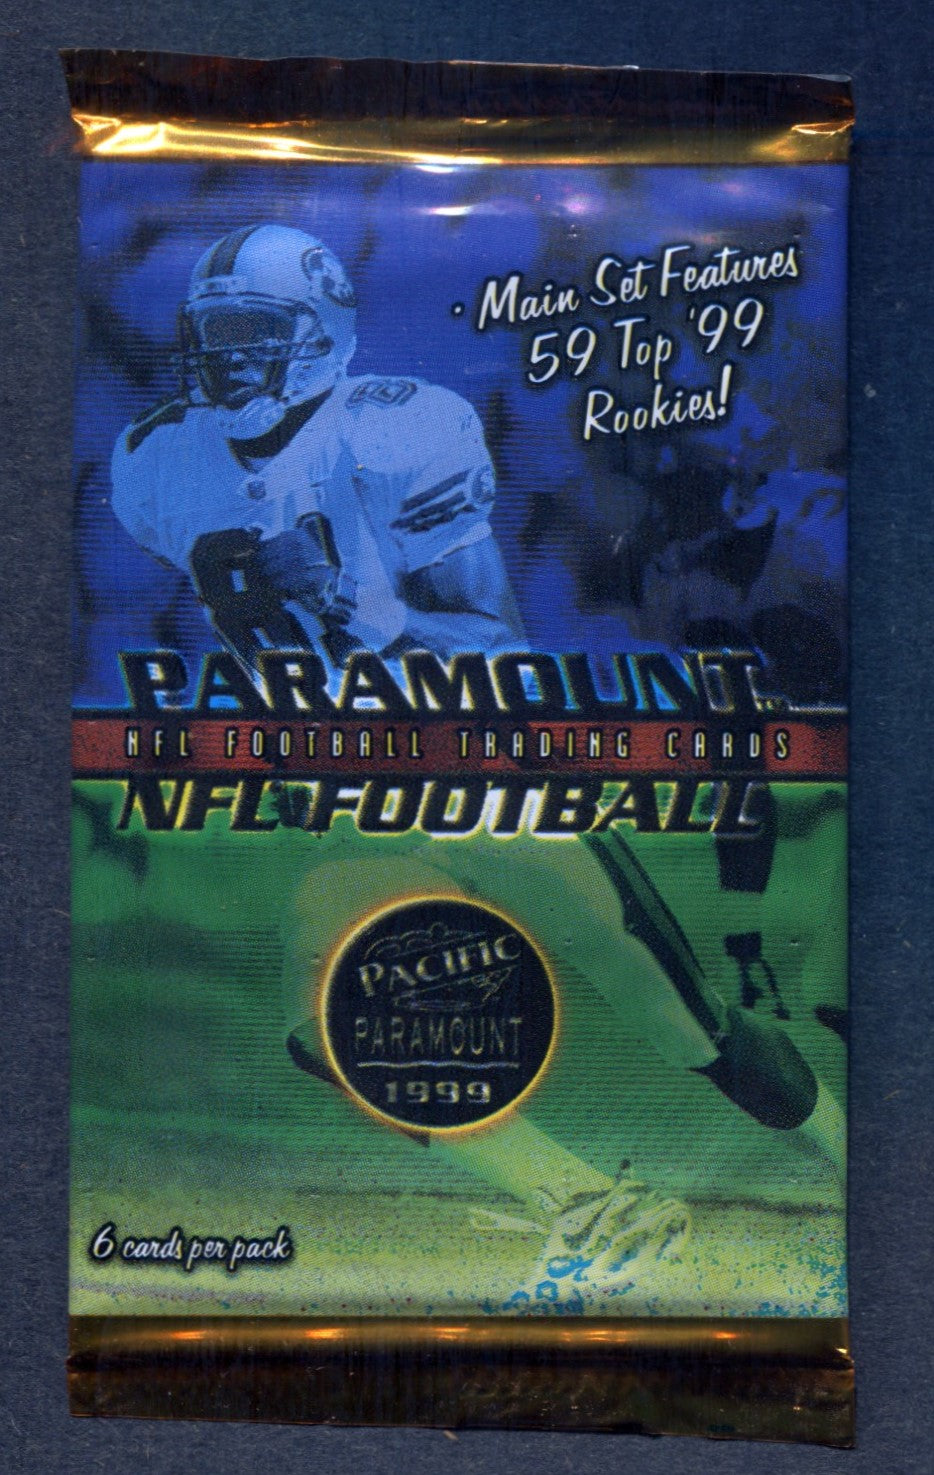 · Main Set Features
59 Top '99
Rookies!
PARAMOUNT
NFL FOOTBALL TRADING CARDS
NFL FOOTBALL
PACIFIC
PARAMOUNT
1999
6 cards per pack